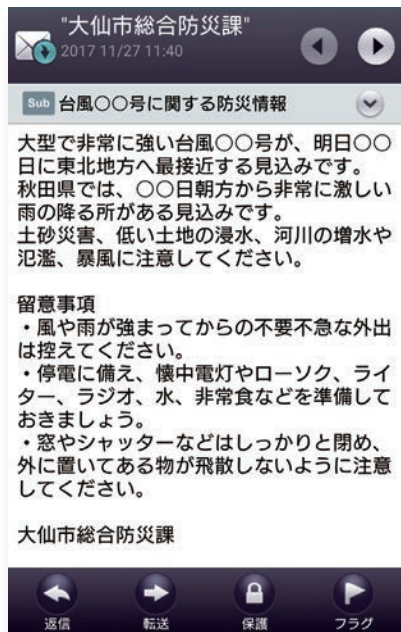 "大仙市総合防災課"
2017 11/27 11:40
Sub 台風○○号に関する防災情報
大型で非常に強い台風○○号が、明日○○
日に東北地方へ最接近する見込みです。
秋田県では、○○日朝方から非常に激しい
雨の降る所がある見込みです。
土砂災害、低い土地の浸水、河川の増水や
氾濫、暴風に注意してください。
留意事項
・風や雨が強まってからの不要不急な外出
は控えてください。
・停電に備え、懐中電灯やローソク、ライ
ター、ラジオ、水、非常食などを準備して
おきましょう。
・窓やシャッターなどはしっかりと閉め、
外に置いてある物が飛散しないように注意
してください。
大仙市総合防災課
返信 転送 保護 フラグ